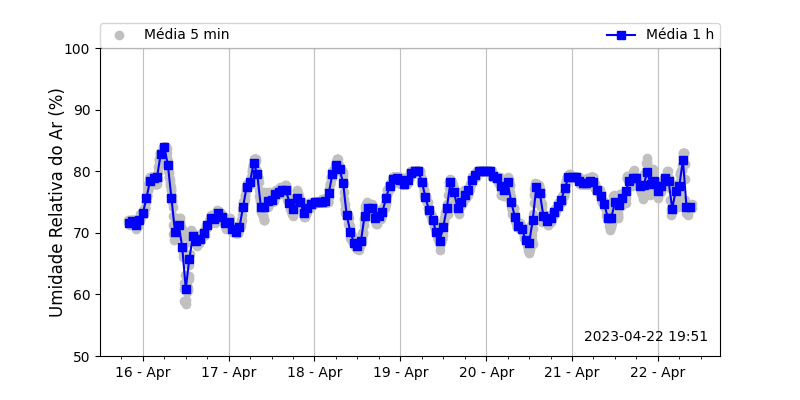 Média 5 min
Média 1 h
Umidade Relativa do Ar (%)
100
90
80
70
60
50
2023-04-22 19:51
16 - Apr
17 - Apr
18 - Apr
19 - Apr
20 - Apr
21 - Apr
22 - Apr